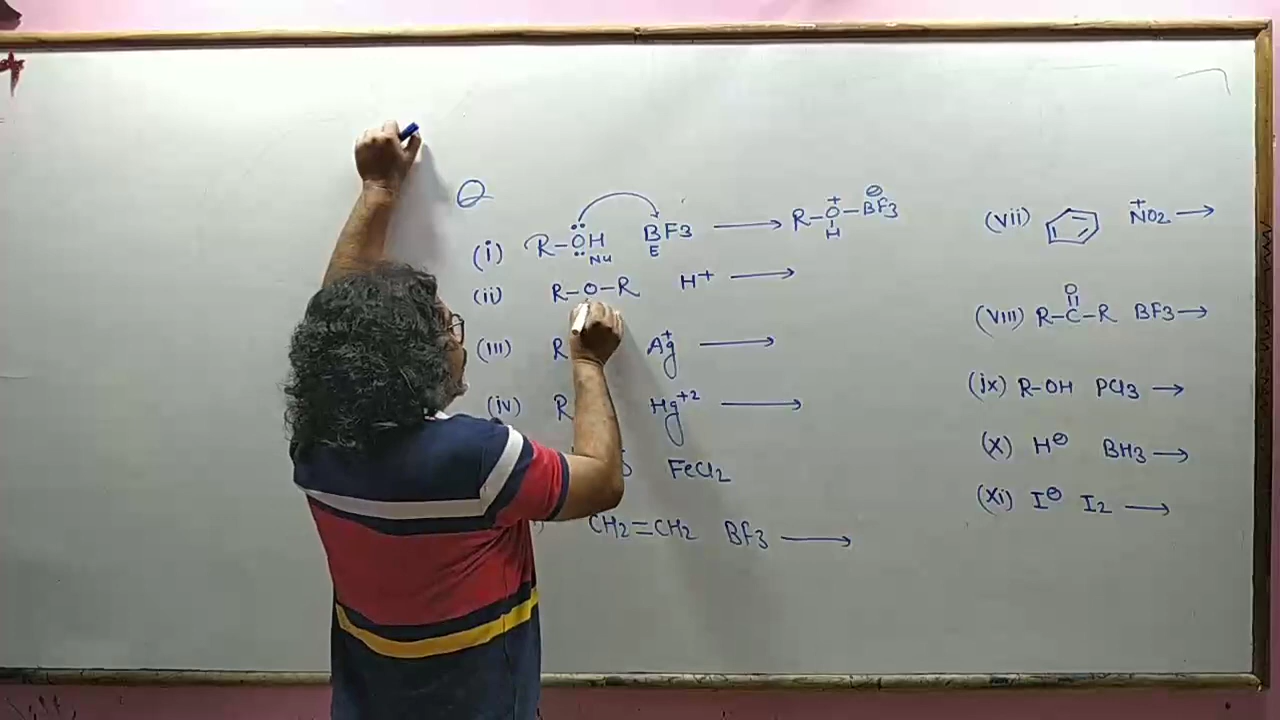 Q
(i) R-ÖH BF3 → R-O⁺-BF3⊖
Nu E H
(ii) R-O-R H⁺ →
(iii) R Ag⁺ →
(iv) R Hg⁺² →
FeCl2
CH2=CH2 BF3 →
(vii) N⁺O2 →
O
(viii) R-C-R BF3 →
(ix) R-OH PCl3 →
(x) H⊖ BH3 →
(xi) I⊖ I2 →